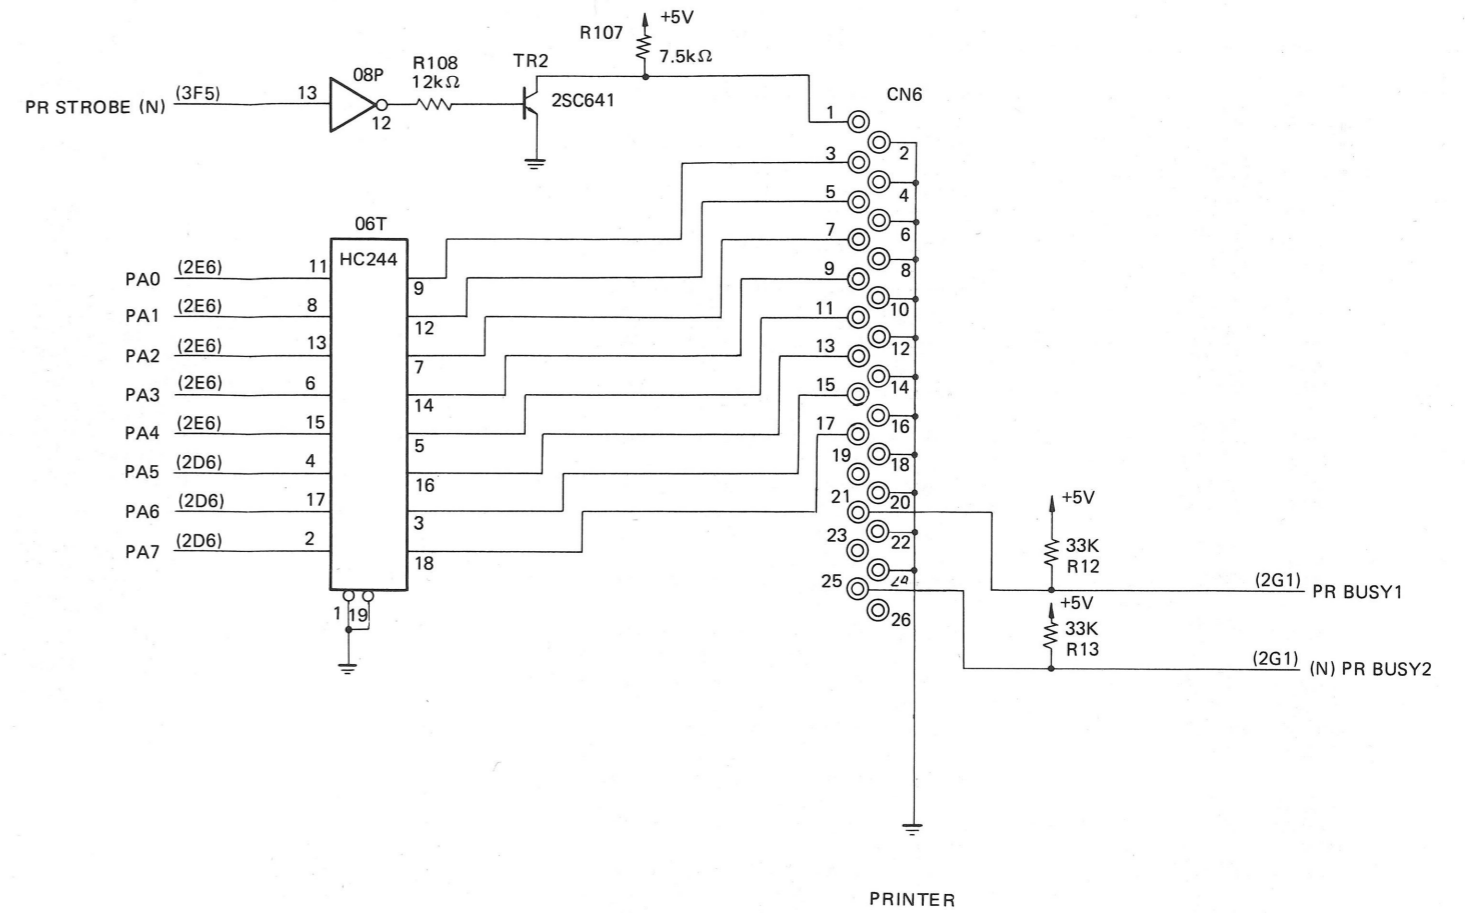 +5V
R107
7.5kΩ
TR2
2SC641
R108
12kΩ
08P
PR STROBE (N)
(3F5)
13
12
CN6
1
2
3
4
5
6
7
8
9
10
11
12
13
14
15
16
17
18
19
20
21
22
23
24
25
26
06T
HC244
PA0 (2E6) 11 9
PA1 (2E6) 8 12
PA2 (2E6) 13 7
PA3 (2E6) 6 14
PA4 (2E6) 15 5
PA5 (2D6) 4 16
PA6 (2D6) 17 3
PA7 (2D6) 2 18
1 19
+5V
33K
R12
(2G1) PR BUSY1
+5V
33K
R13
(2G1) (N) PR BUSY2
PRINTER